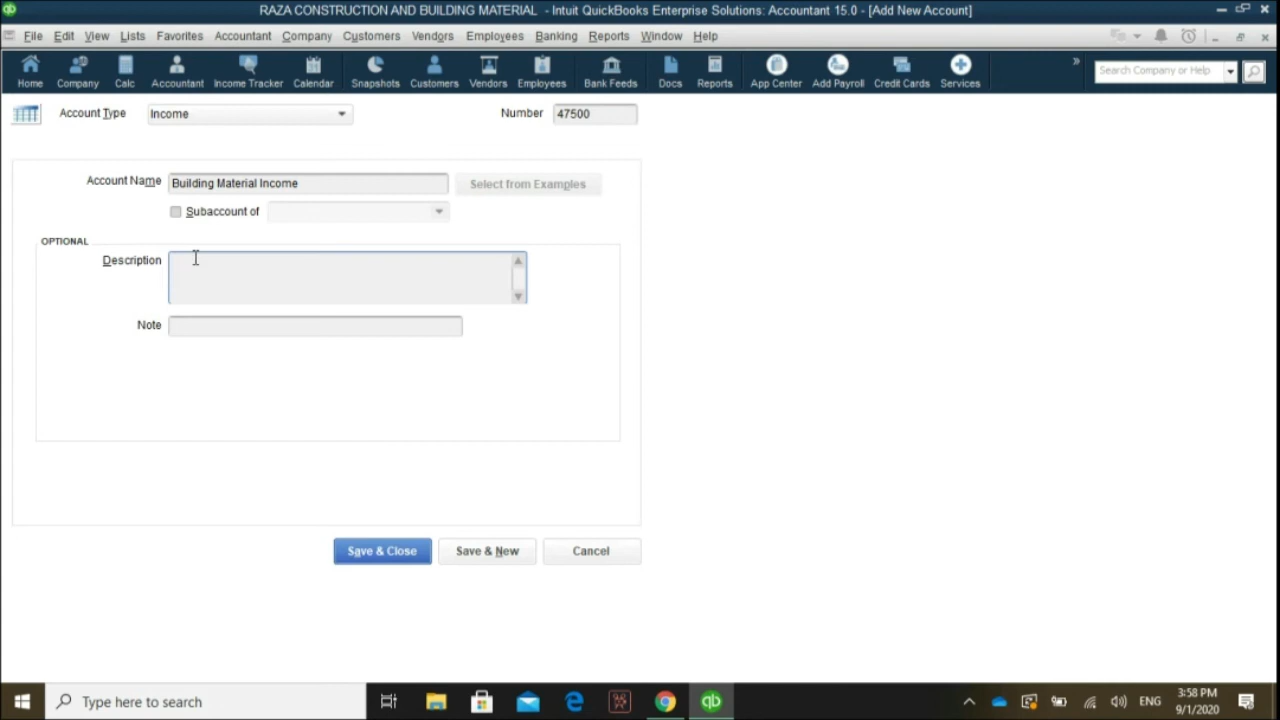 RAZA CONSTRUCTION AND BUILDING MATERIAL - Intuit QuickBooks Enterprise Solutions: Accountant 15.0 - [Add New Account]
File Edit View Lists Favorites Accountant Company Customers Vendors Employees Banking Reports Window Help
Home Company Calc Accountant Income Tracker Calendar Snapshots Customers Vendors Employees Bank Feeds Docs Reports App Center Add Payroll Credit Cards Services » Search Company or Help
Account Type Income Number 47500
Account Name Building Material Income Select from Examples
Subaccount of
OPTIONAL
Description
Note
Save & Close Save & New Cancel
Type here to search qb ENG 3:58 PM
9/1/2020